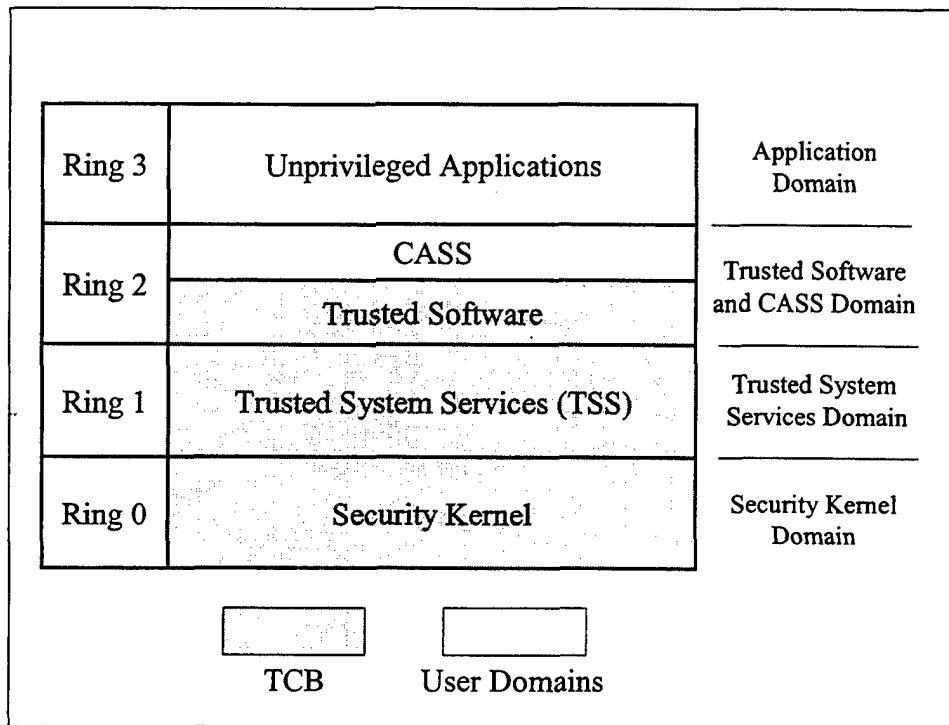 Ring 3
Unprivileged Applications
Application
Domain
Ring 2
CASS
Trusted Software
Trusted Software
and CASS Domain
Ring 1
Trusted System Services (TSS)
Trusted System
Services Domain
Ring 0
Security Kernel
Security Kernel
Domain
TCB
User Domains